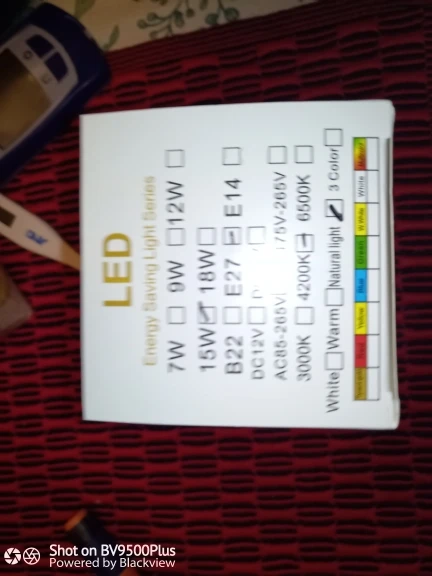 LED
Energy Saving Light Series
7W 9W 12W
15W 18W
B22 E27 E14
DC12V
AC85-265V 175V-265V
3000K 4200K 6500K
White Warm Natural light 3 Color
Red Yellow Blue Green W.White White
Shot on BV9500Plus
Powered by Blackview